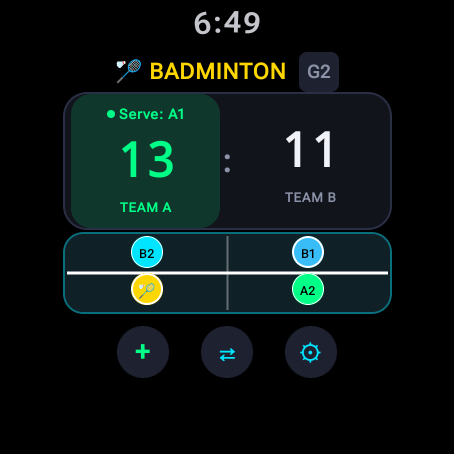 6:49
🏸 BADMINTON G2
Serve: A1
13 : 11
TEAM A TEAM B
B2 B1
A2
+ ⇄